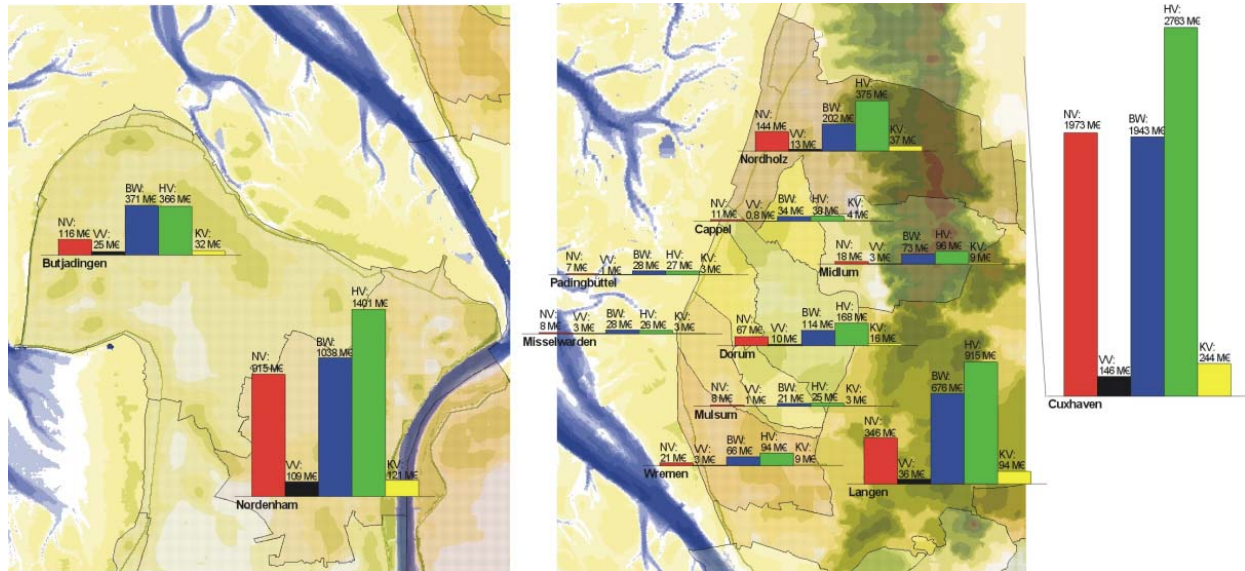 BW:
371 M€
HV:
366 M€
NV:
116 M€
VV:
25 M€
KV:
32 M€
Butjadingen
HV:
1401 M€
BW:
1038 M€
NV:
915 M€
VV:
109 M€
KV:
121 M€
Nordenham
HV:
375 M€
BW:
202 M€
NV:
144 M€
VV:
13 M€
KV:
37 M€
Nordholz
NV:
11 M€
VV:
0.8 M€
BW:
34 M€
HV:
38 M€
KV:
4 M€
Cappel
NV:
18 M€
VV:
3 M€
BW:
73 M€
HV:
96 M€
KV:
9 M€
Midlum
NV:
7 M€
VV:
1 M€
BW:
28 M€
HV:
27 M€
KV:
3 M€
Padingbüttel
NV:
8 M€
VV:
3 M€
BW:
28 M€
HV:
26 M€
KV:
3 M€
Misselwarden
NV:
67 M€
VV:
10 M€
BW:
114 M€
HV:
168 M€
KV:
16 M€
Dorum
NV:
8 M€
VV:
1 M€
BW:
21 M€
HV:
25 M€
KV:
3 M€
Mulsum
NV:
21 M€
VV:
3 M€
BW:
66 M€
HV:
94 M€
KV:
9 M€
Wremen
HV:
915 M€
BW:
676 M€
NV:
346 M€
VV:
36 M€
KV:
94 M€
Langen
HV:
2763 M€
NV:
1973 M€
BW:
1943 M€
VV:
146 M€
KV:
244 M€
Cuxhaven